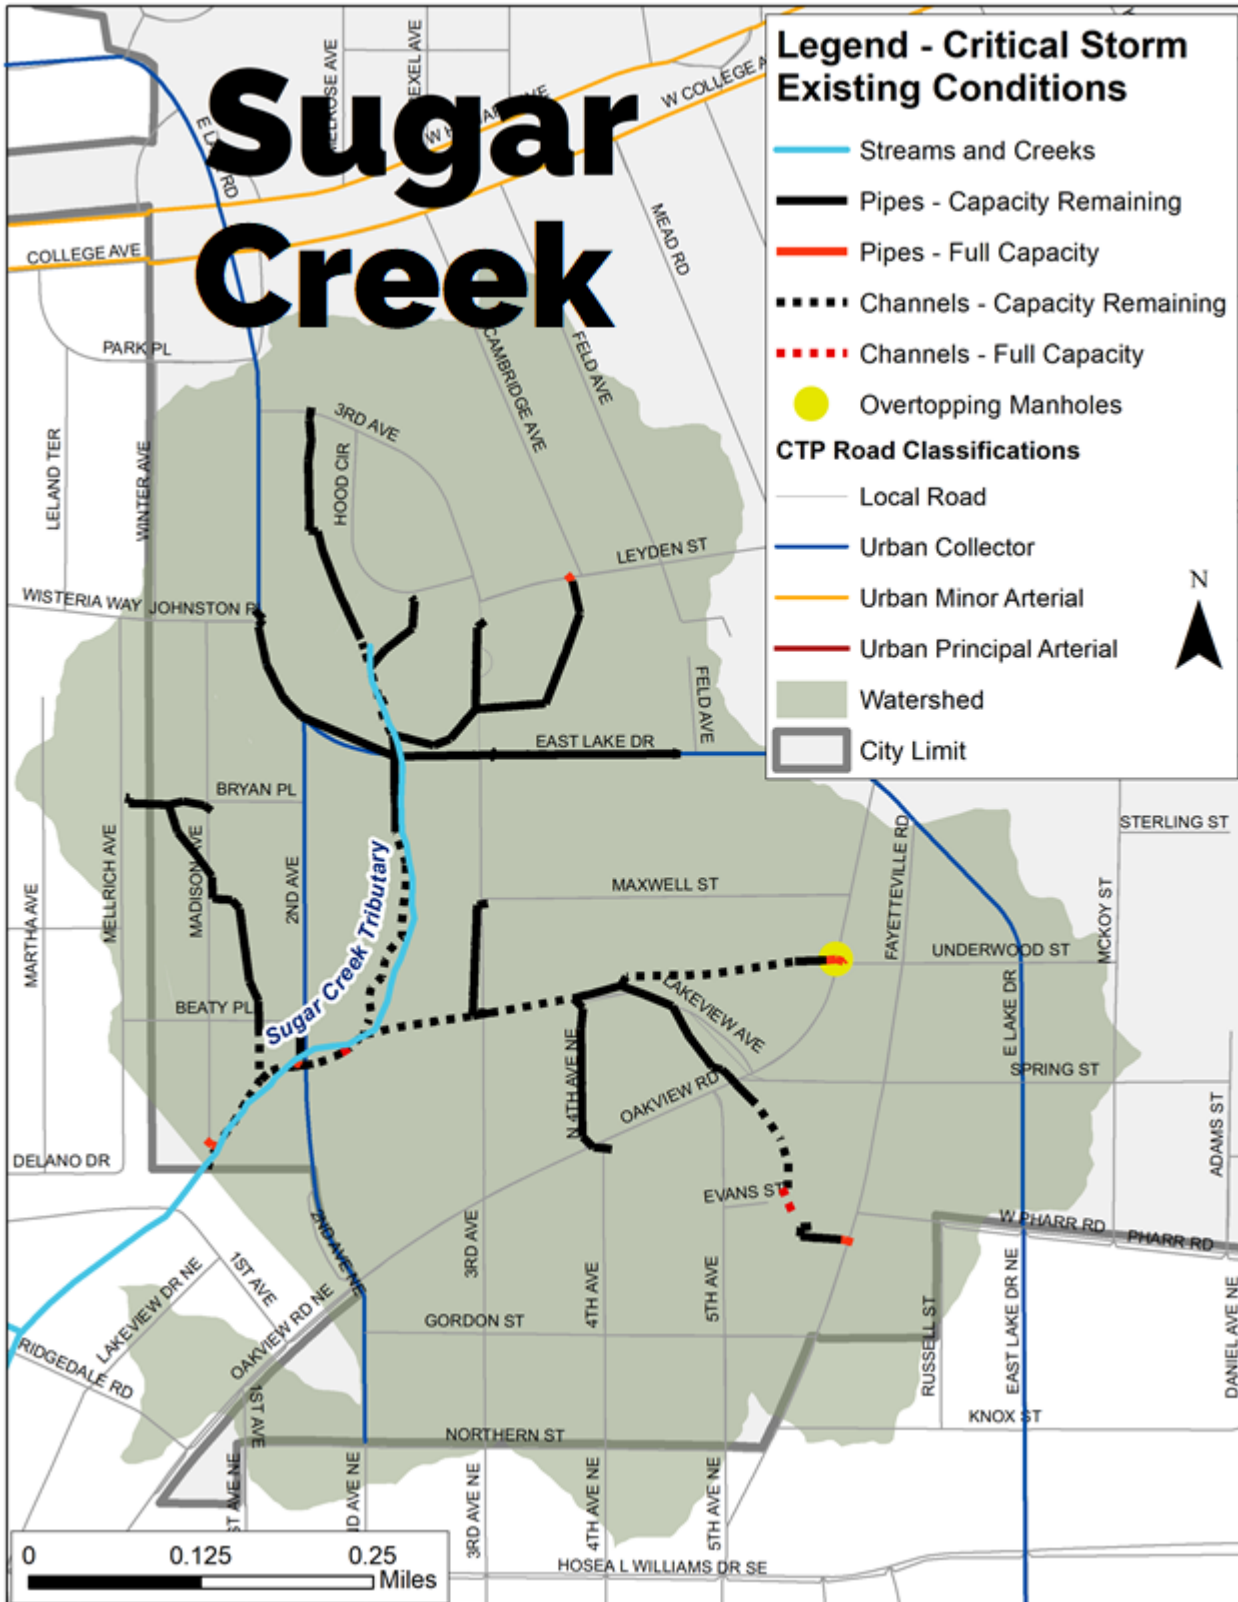 Sugar
Creek
Legend - Critical Storm
Existing Conditions
Streams and Creeks
Pipes - Capacity Remaining
Pipes - Full Capacity
Channels - Capacity Remaining
Channels - Full Capacity
Overtopping Manholes
CTP Road Classifications
Local Road
Urban Collector
Urban Minor Arterial
Urban Principal Arterial
Watershed
City Limit
N
W COLLEGE A
COLLEGE AVE
PARK PL
MEAD RD
3RD AVE
HOOD CIR
CAMBRIDGE AVE
FELD AVE
LELAND TER
WINTER AVE
LEYDEN ST
WISTERIA WAY
JOHNSTON P
FELD AVE
EAST LAKE DR
BRYAN PL
STERLING ST
MARTHA AVE
MELLRICH AVE
MADISON AVE
2ND AVE
Sugar Creek Tributary
MAXWELL ST
FAYETTEVILLE RD
UNDERWOOD ST
MCKOY ST
BEATY PL
LAKEVIEW AVE
E LAKE DR
N 4TH AVE NE
OAKVIEW RD
SPRING ST
ADAMS ST
DELANO DR
EVANS ST
W PHARR RD
PHARR RD
2ND AVE NE
3RD AVE
4TH AVE
5TH AVE
LAKEVIEW DR NE
1ST AVE
OAKVIEW RD NE
GORDON ST
RUSSELL ST
EAST LAKE DR NE
DANIEL AVE NE
RIDGEDALE RD
1ST AVE
NORTHERN ST
KNOX ST
ST AVE NE
ND AVE NE
3RD AVE NE
4TH AVE NE
5TH AVE NE
HOSEA L WILLIAMS DR SE
0 0.125 0.25
Miles